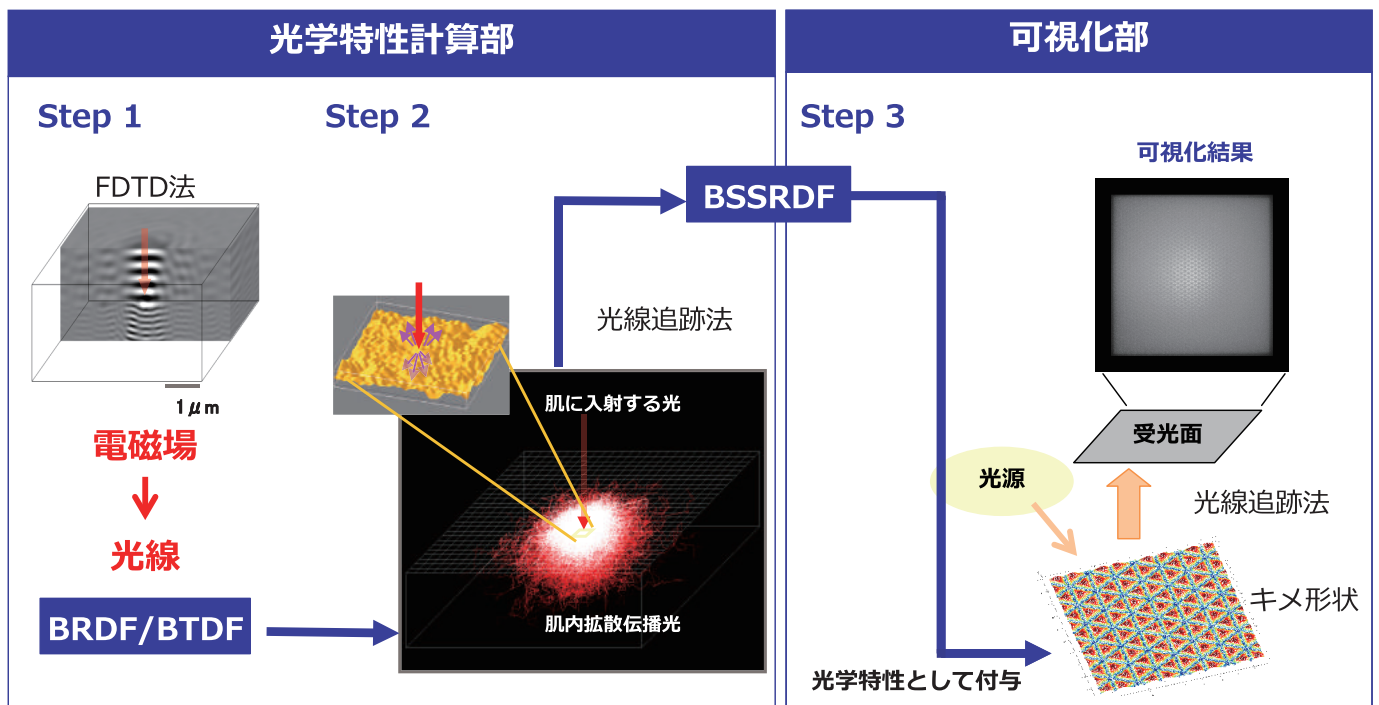 光学特性計算部
Step 1
FDTD法
1μm
電磁場
光線
BRDF/BTDF
Step 2
光線追跡法
肌に入射する光
肌内拡散伝播光
BSSRDF
可視化部
Step 3
可視化結果
受光面
光源
光線追跡法
キメ形状
光学特性として付与